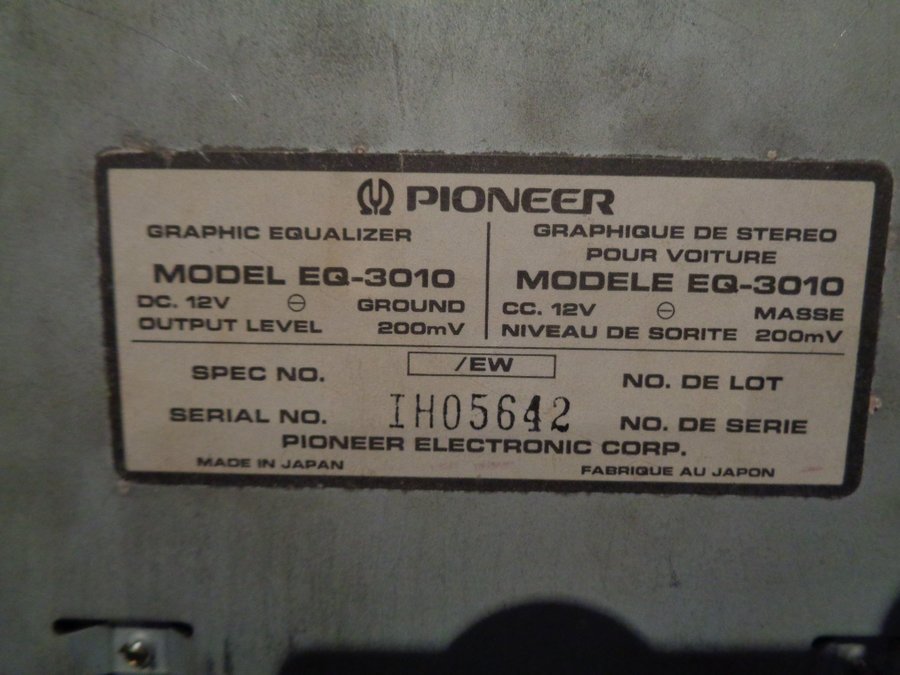 PIONEER
GRAPHIC EQUALIZER
MODEL EQ-3010
DC. 12V ⊖ GROUND
OUTPUT LEVEL 200mV
GRAPHIQUE DE STEREO
POUR VOITURE
MODELE EQ-3010
CC. 12V ⊖ MASSE
NIVEAU DE SORITE 200mV
SPEC NO. /EW NO. DE LOT
SERIAL NO. IH05642 NO. DE SERIE
PIONEER ELECTRONIC CORP.
MADE IN JAPAN FABRIQUE AU JAPON